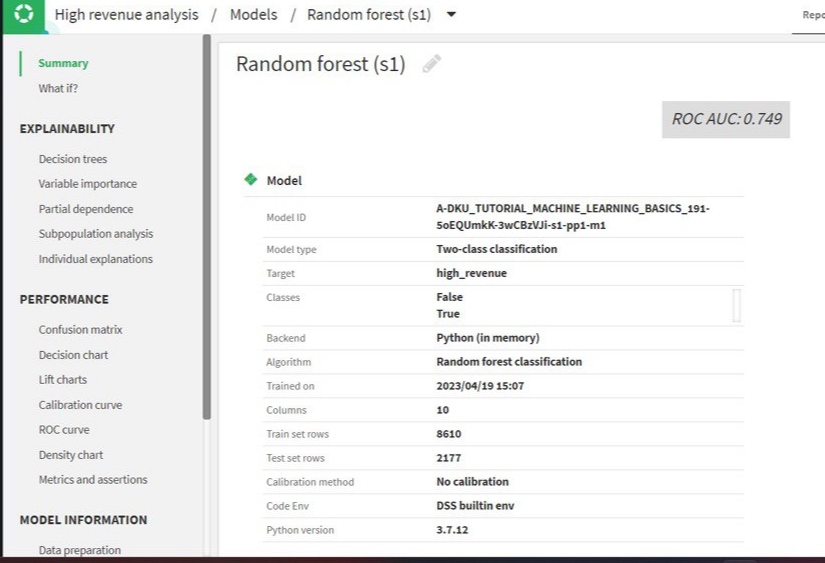 High revenue analysis / Models / Random forest (s1)
Repo
Summary
What if?
EXPLAINABILITY
Decision trees
Variable importance
Partial dependence
Subpopulation analysis
Individual explanations
PERFORMANCE
Confusion matrix
Decision chart
Lift charts
Calibration curve
ROC curve
Density chart
Metrics and assertions
MODEL INFORMATION
Data preparation
Random forest (s1)
ROC AUC: 0.749
Model
Model ID A-DKU_TUTORIAL_MACHINE_LEARNING_BASICS_191-
5oEQUmkK-3wCBzVJi-s1-pp1-m1
Model type Two-class classification
Target high_revenue
Classes False
True
Backend Python (in memory)
Algorithm Random forest classification
Trained on 2023/04/19 15:07
Columns 10
Train set rows 8610
Test set rows 2177
Calibration method No calibration
Code Env DSS builtin env
Python version 3.7.12